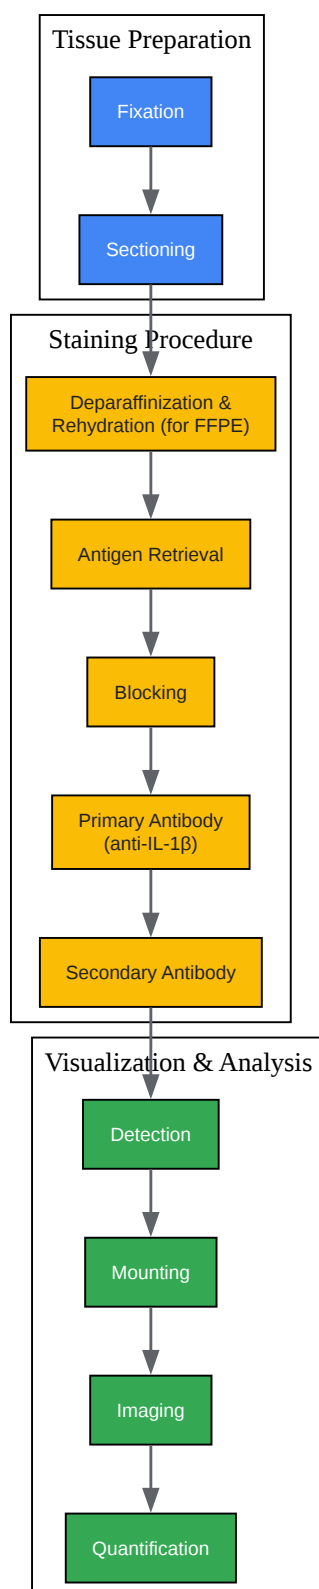 Tissue Preparation
Fixation
Sectioning
Staining Procedure
Deparaffinization &
Rehydration (for FFPE)
Antigen Retrieval
Blocking
Primary Antibody
(anti-IL-1β)
Secondary Antibody
Visualization & Analysis
Detection
Mounting
Imaging
Quantification